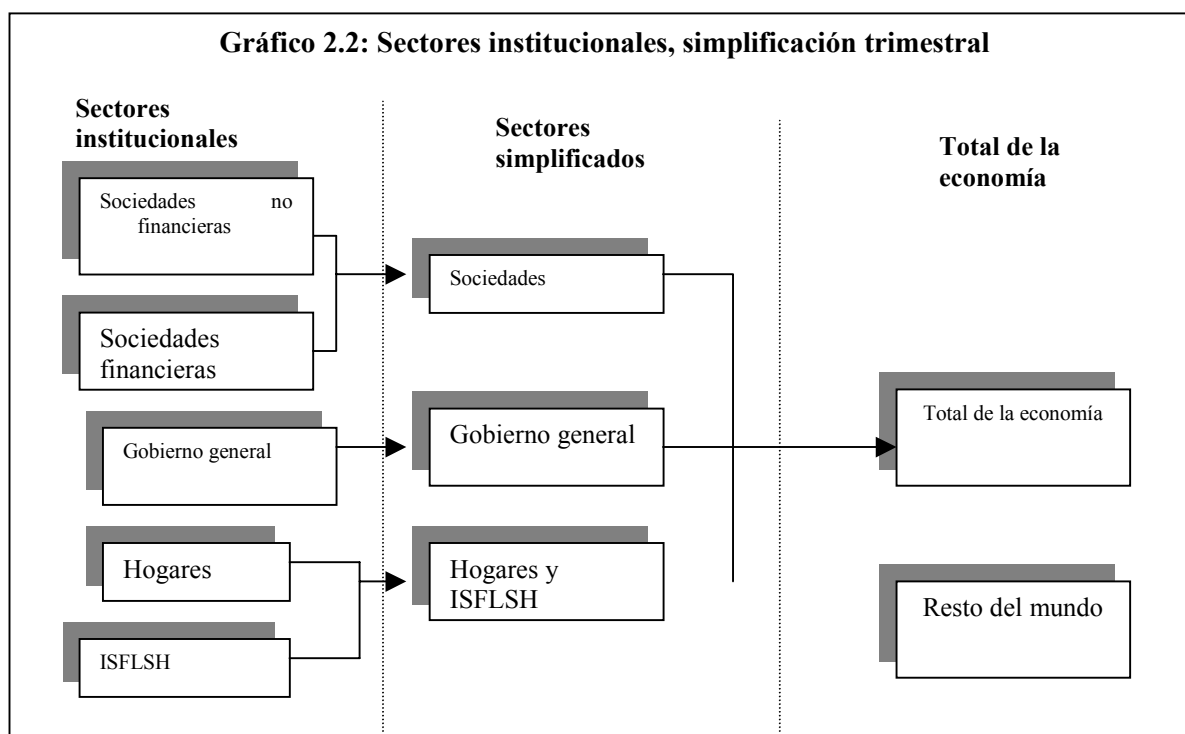 Gráfico 2.2: Sectores institucionales, simplificación trimestral
Sectores
institucionales
Sociedades no
financieras
Sociedades
financieras
Gobierno general
Hogares
ISFLSH
Sectores
simplificados
Sociedades
Gobierno general
Hogares y
ISFLSH
Total de la
economía
Total de la economía
Resto del mundo